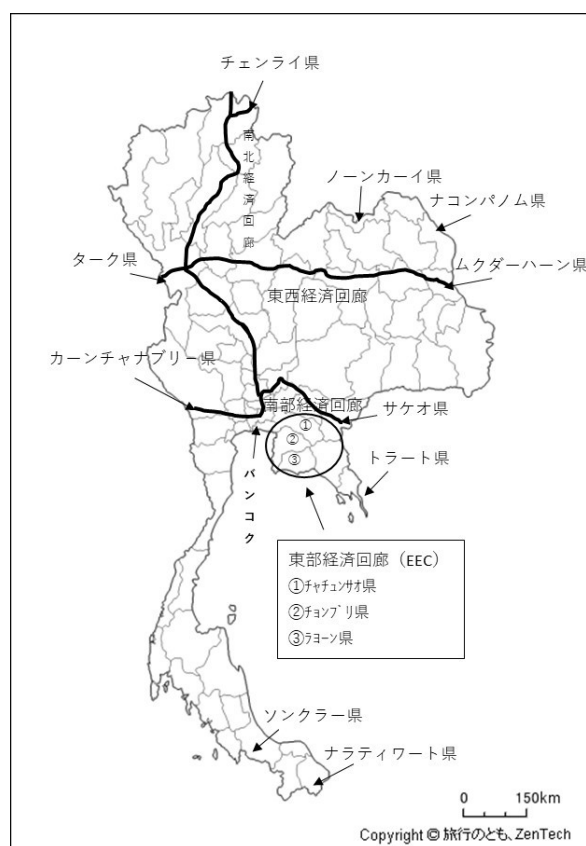 チェンライ県
南北経済回廊
ノーンカーイ県
ナコンパノム県
ターク県
ムクダーハーン県
東西経済回廊
カーンチャナブリー県
南部経済回廊
サケオ県
①
②
③
トラート県
バンコク
東部経済回廊（EEC）
①ﾁｬﾁｭﾝｻｵ県
②ﾁｮﾝﾌﾞﾘ県
③ﾗﾖｰﾝ県
ソンクラー県
ナラティワート県
0 150km
Copyright © 旅行のとも、ZenTech